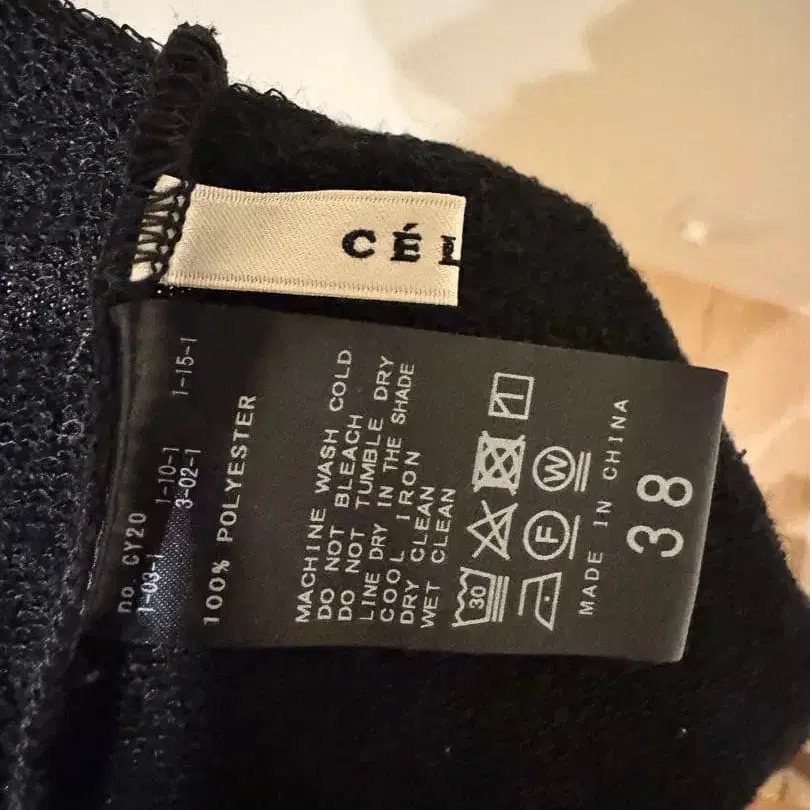 CÉL
no CY20
1-03-1 1-10-1 1-15-1
3-02-1
100% POLYESTER
MACHINE WASH COLD
DO NOT BLEACH
DO NOT TUMBLE DRY
LINE DRY IN THE SHADE
COOL IRON
DRY CLEAN
WET CLEAN
30
F W
MADE IN CHINA
38